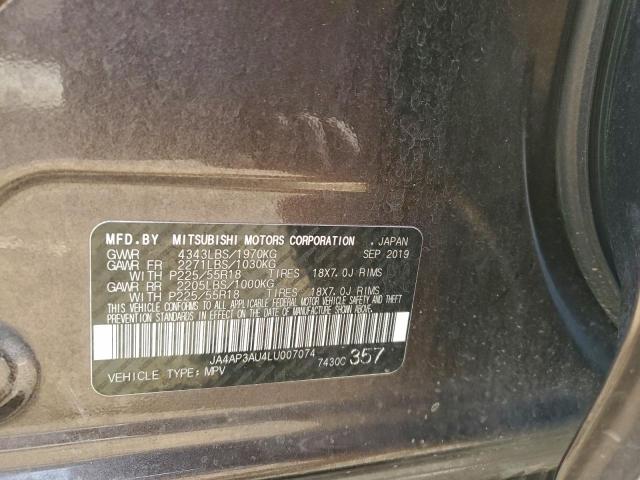 MFD.BY MITSUBISHI MOTORS CORPORATION . JAPAN
GVWR 4343LBS/1970KG SEP 2019
GAWR FR 2271LBS/1030KG
WITH P225/55R18 TIRES 18X7.0J RIMS
GAWR RR 2205LBS/1000KG
WITH P225/55R18 TIRES 18X7.0J RIMS
THIS VEHICLE CONFORMS TO ALL APPLICABLE FEDERAL MOTOR VEHICLE SAFETY AND THEFT
PREVENTION STANDARDS IN EFFECT ON THE DATE OF MANUFACTURE SHOWN ABOVE.
JA4AP3AU4LU007074
7430C 357
VEHICLE TYPE: MPV